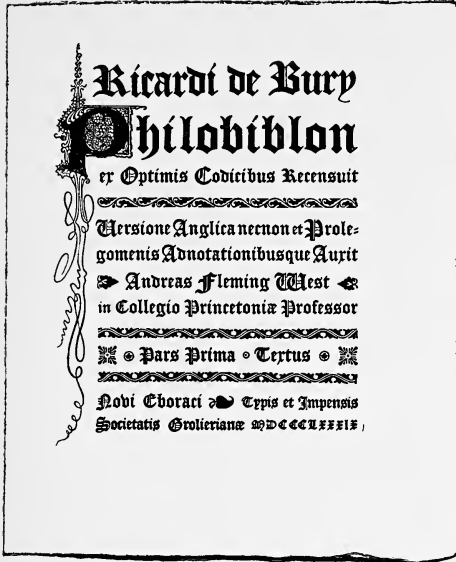 Ricardi de Bury
Philobiblon
ex Optimis Codicibus Recensuit
Versione Anglica necnon et Prole-
gomenis Adnotationibusque Auxit
Andreas Fleming West
in Collegio Princetoniæ Professor
Pars Prima Textus
Novi Eboraci Typis et Impensis
Societatis Grolierianæ MDCCCLXXXIX